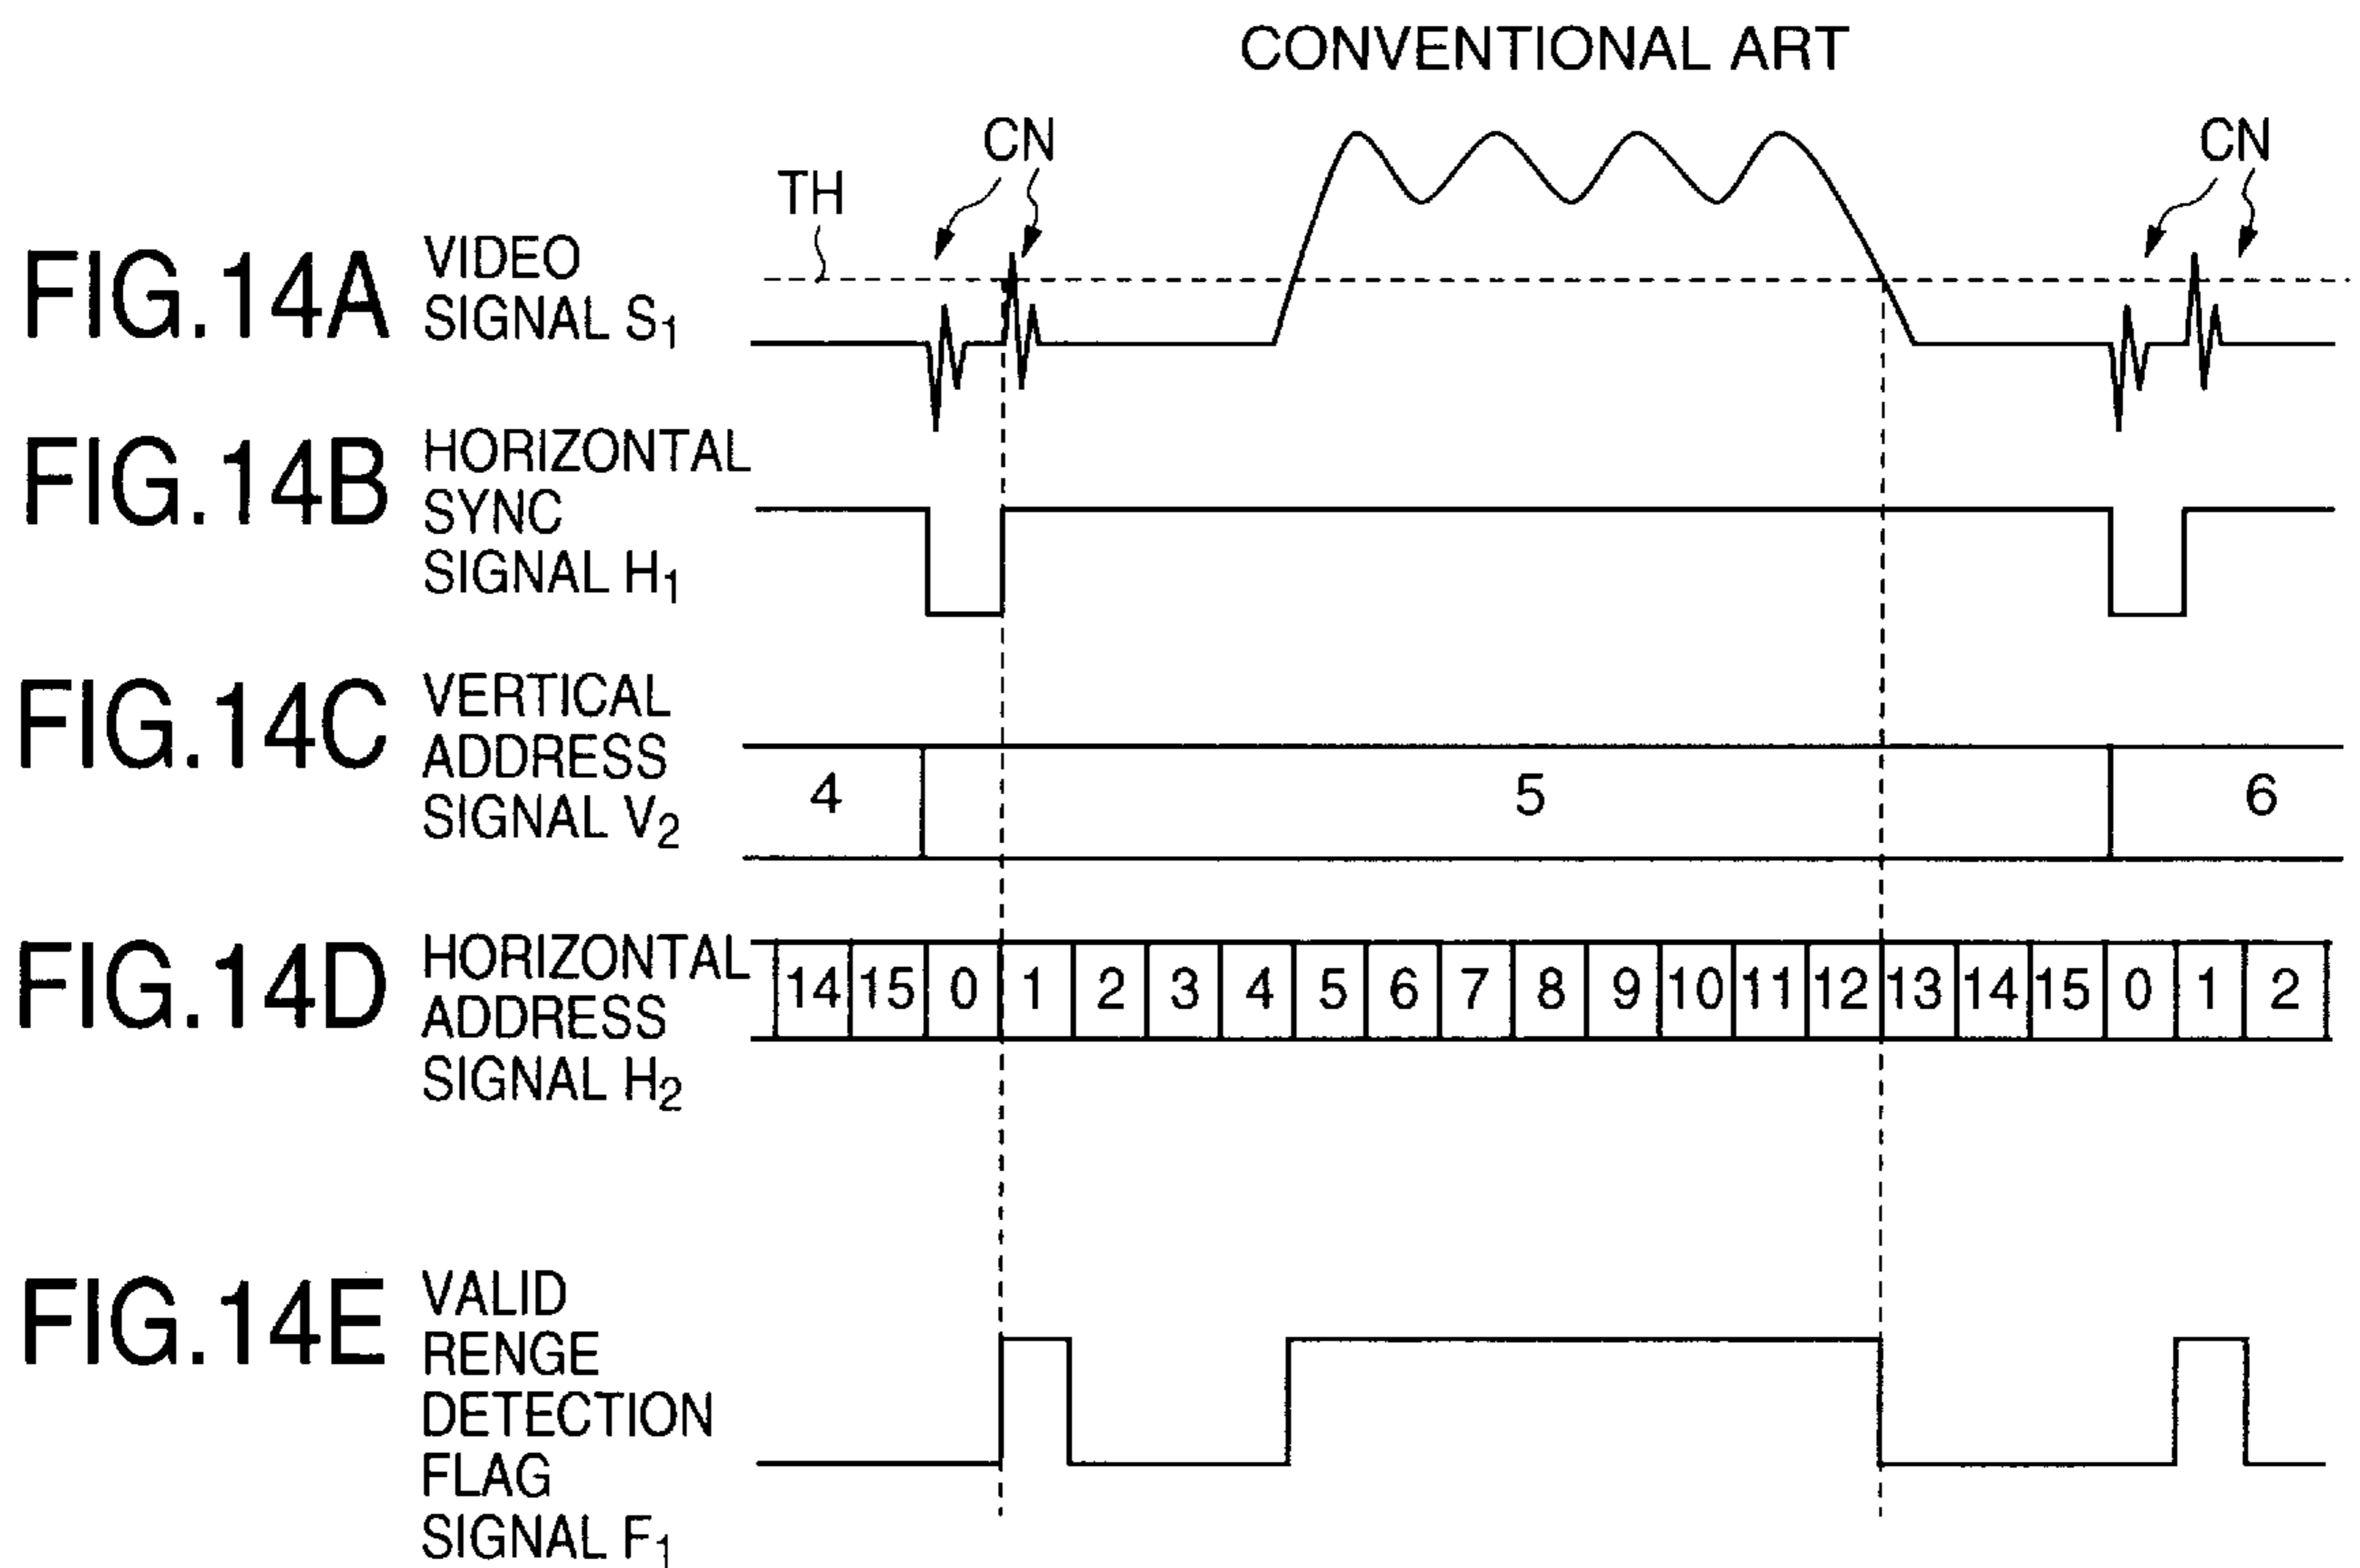 CONVENTIONAL ART
CN
CN
TH
FIG.14A
VIDEO
SIGNAL S1
FIG.14B
HORIZONTAL
SYNC
SIGNAL H1
FIG.14C
VERTICAL
ADDRESS
SIGNAL V2
4 5 6
FIG.14D
HORIZONTAL
ADDRESS
SIGNAL H2
14 15 0 1 2 3 4 5 6 7 8 9 10 11 12 13 14 15 0 1 2
FIG.14E
VALID
RENGE
DETECTION
FLAG
SIGNAL F1